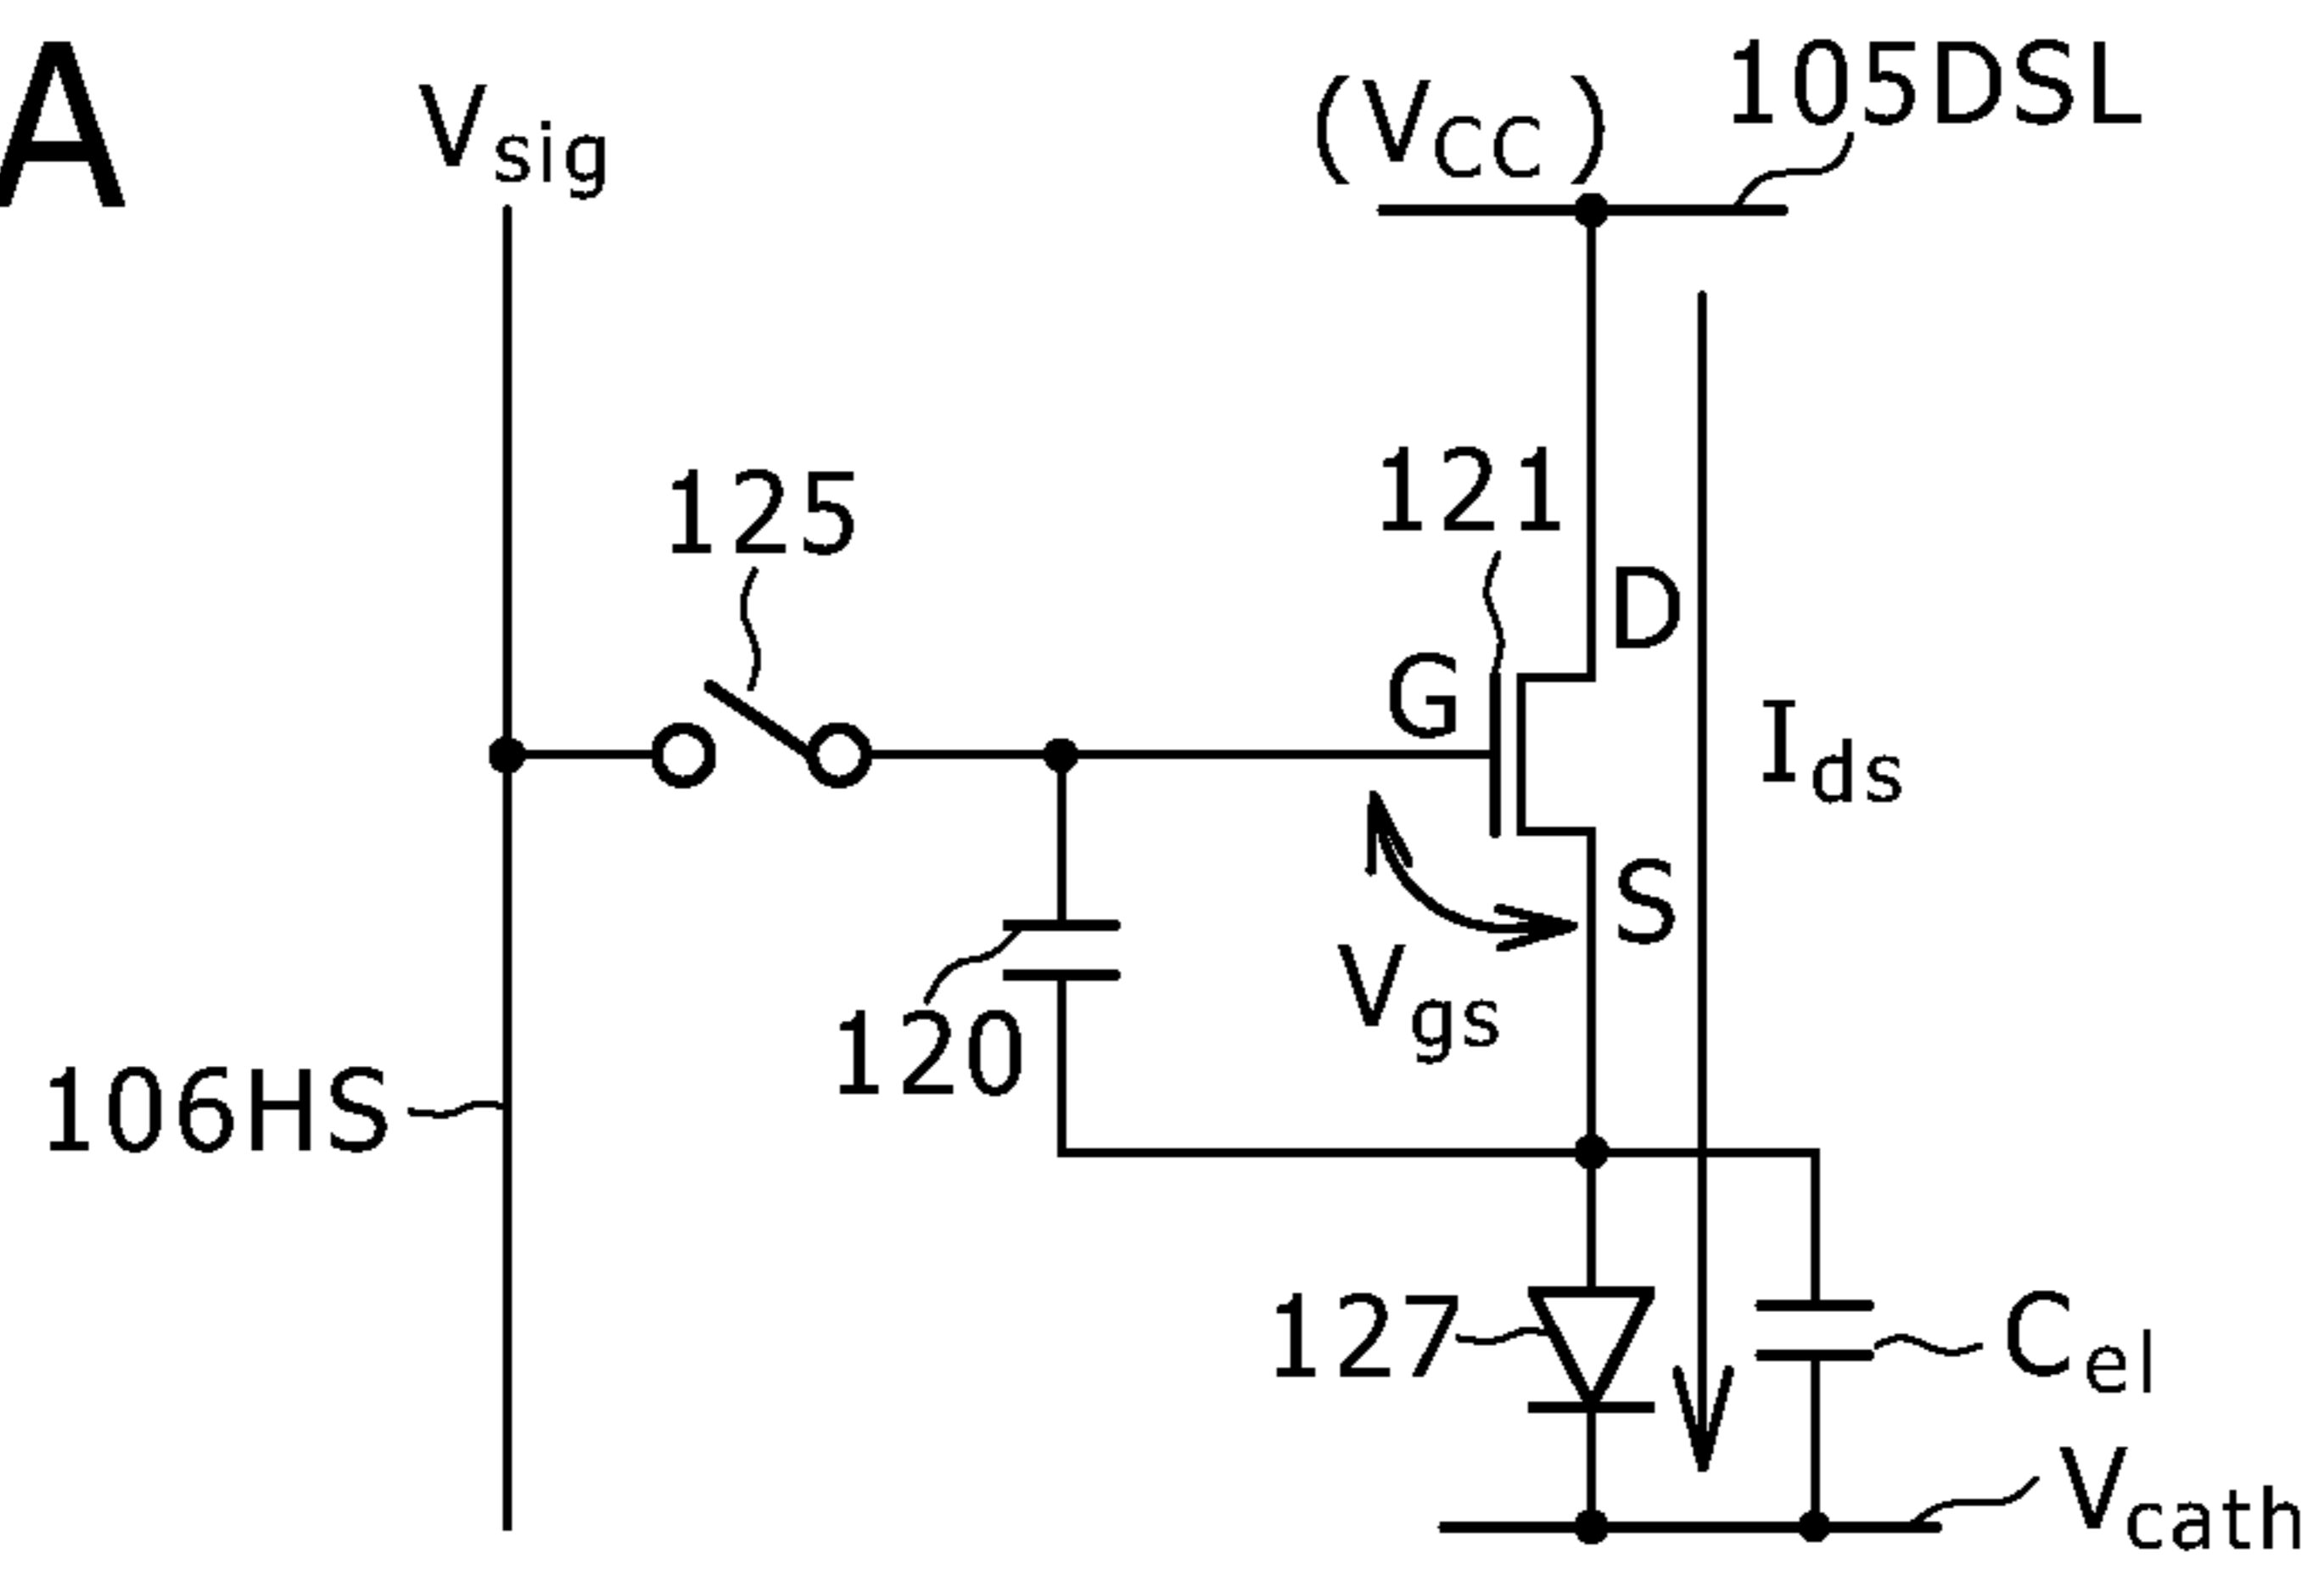 A
Vsig
(VCC)
105DSL
125
121
D
G
Ids
S
Vgs
120
106HS
127
Cel
Vcath